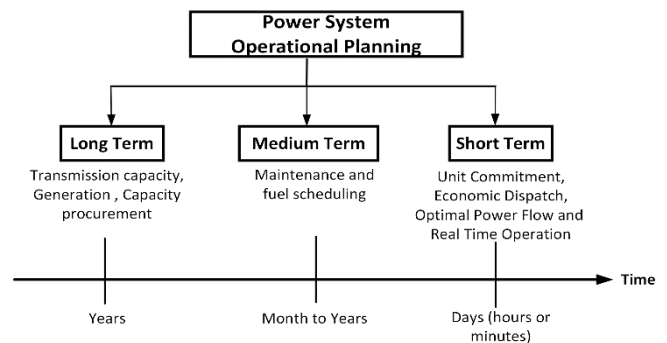 Power System
Operational Planning
Long Term
Medium Term
Short Term
Transmission capacity,
Generation , Capacity
procurement
Maintenance and
fuel scheduling
Unit Commitment,
Economic Dispatch,
Optimal Power Flow and
Real Time Operation
Time
Years
Month to Years
Days (hours or
minutes)